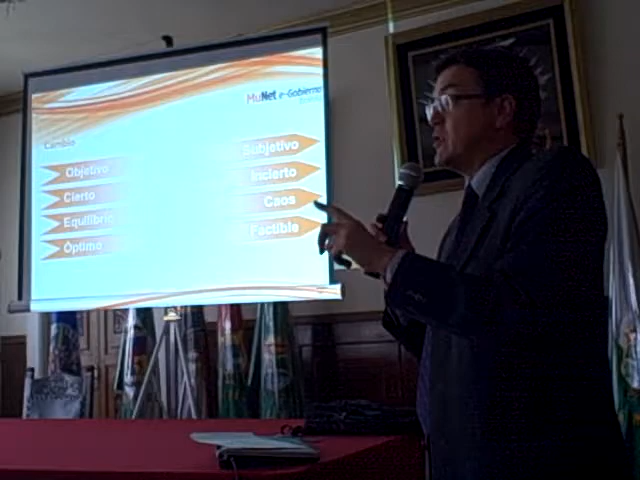 MuNet e-Gobierno
Cambio
Objetivo
Subjetivo
Cierto
Incierto
Equilibrio
Caos
Óptimo
Factible